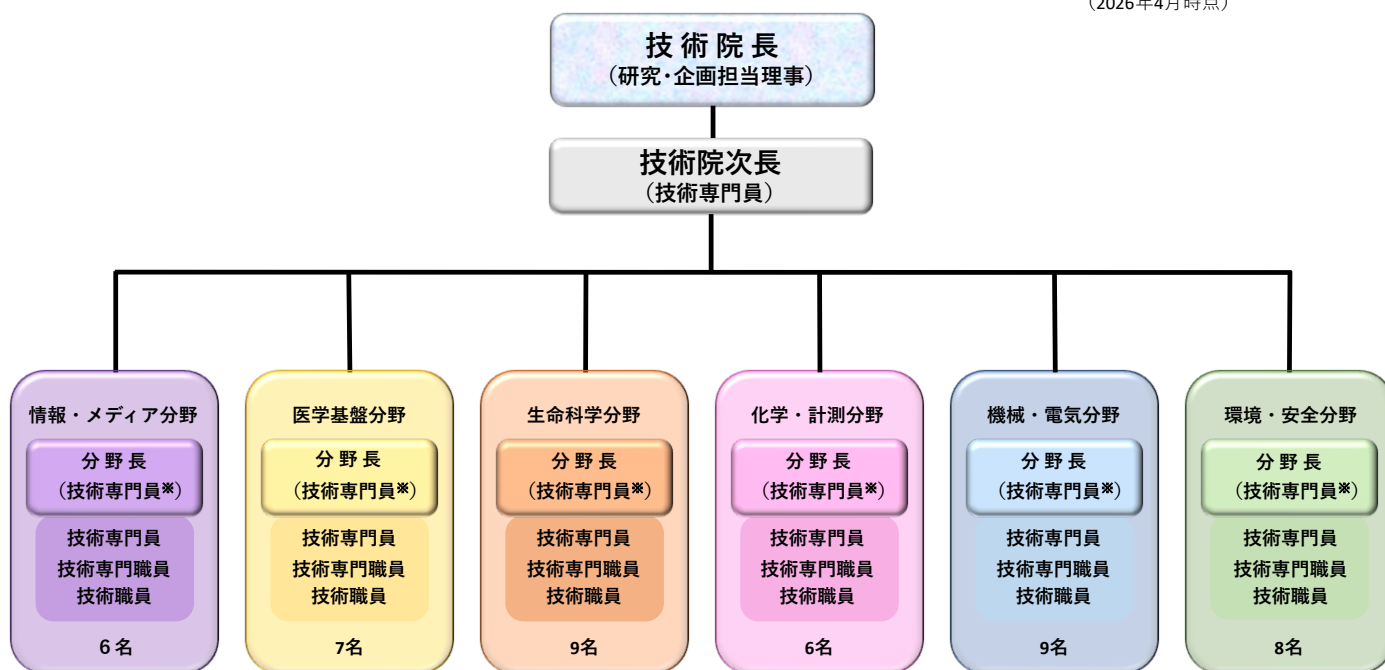 （2026年4月時点）
技術院長
（研究・企画担当理事）
技術院次長
（技術専門員）
情報・メディア分野
分野長
（技術専門員※）
技術専門員
技術専門職員
技術職員
６名
医学基盤分野
分野長
（技術専門員※）
技術専門員
技術専門職員
技術職員
7名
生命科学分野
分野長
（技術専門員※）
技術専門員
技術専門職員
技術職員
9名
化学・計測分野
分野長
（技術専門員※）
技術専門員
技術専門職員
技術職員
6名
機械・電気分野
分野長
（技術専門員※）
技術専門員
技術専門職員
技術職員
9名
環境・安全分野
分野長
（技術専門員※）
技術専門員
技術専門職員
技術職員
8名